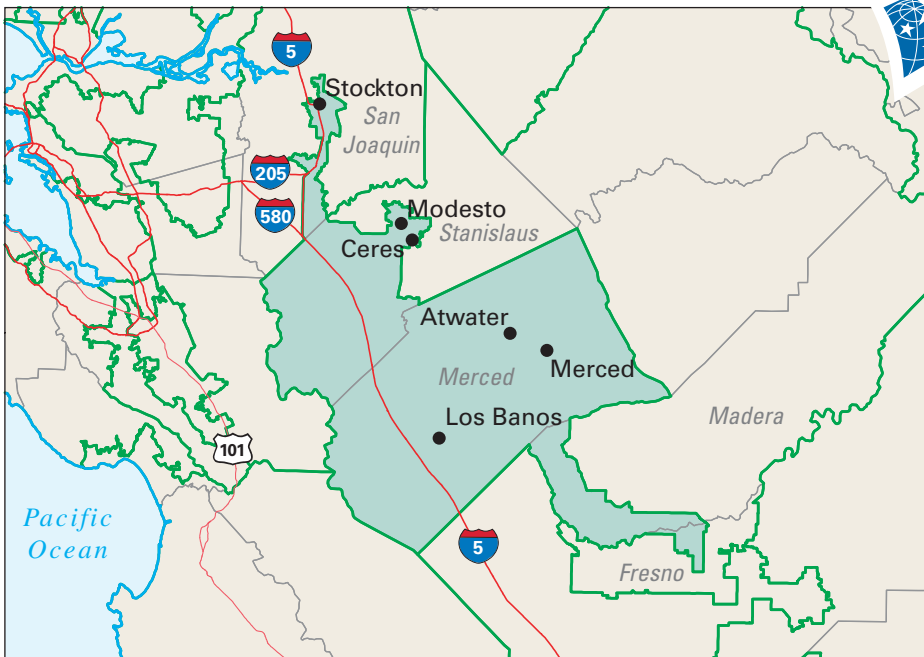 5
Stockton
San
Joaquin
205
580
Modesto
Stanislaus
Ceres
Atwater
Merced
Merced
Los Banos
Madera
101
Pacific
Ocean
5
Fresno